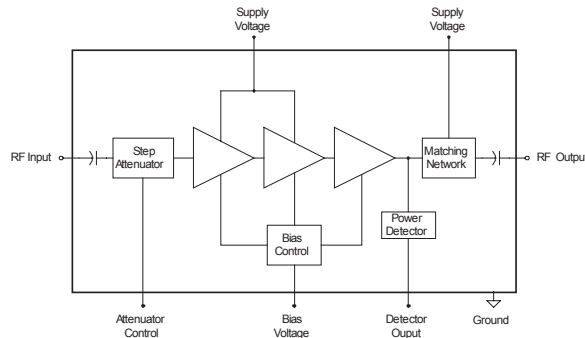 Supply
Voltage
Supply
Voltage
RF Input
Step
Attenuator
Matching
Network
RF Outpu
Power
Detector
Bias
Control
Attenuator
Control
Bias
Voltage
Detector
Ouput
Ground